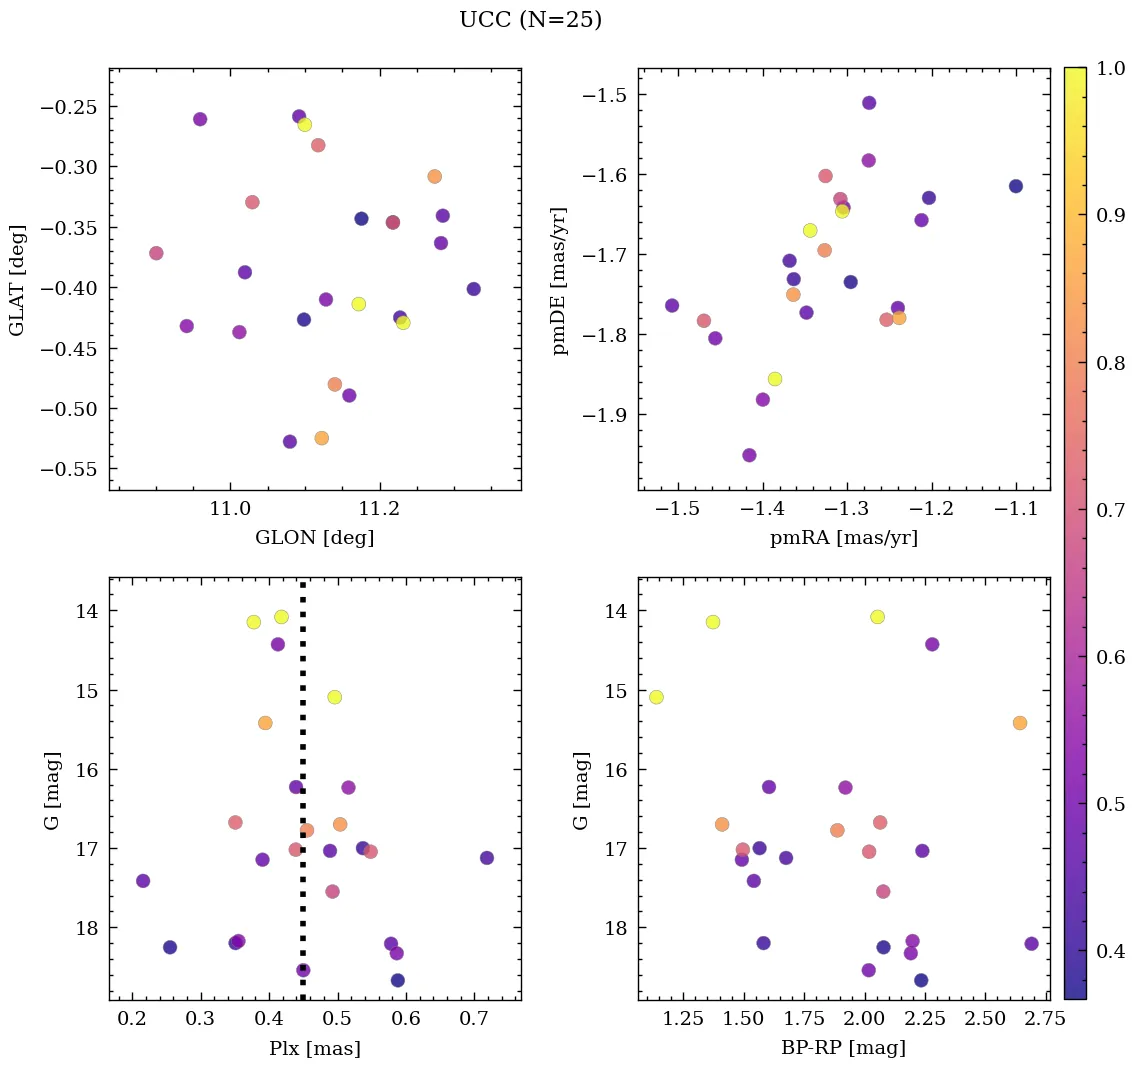 UCC (N=25)
−0.25
−0.30
−0.35
−0.40
−0.45
−0.50
−0.55
GLAT [deg]
11.0 11.2
GLON [deg]
−1.5
−1.6
−1.7
−1.8
−1.9
pmDE [mas/yr]
−1.5 −1.4 −1.3 −1.2 −1.1
pmRA [mas/yr]
14
15
16
17
18
G [mag]
0.2 0.3 0.4 0.5 0.6 0.7
Plx [mas]
14
15
16
17
18
G [mag]
1.25 1.50 1.75 2.00 2.25 2.50 2.75
BP-RP [mag]
1.0
0.9
0.8
0.7
0.6
0.5
0.4